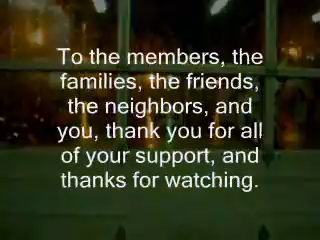 To the members, the
families, the friends,
the neighbors, and
you, thank you for all
of your support, and
thanks for watching.